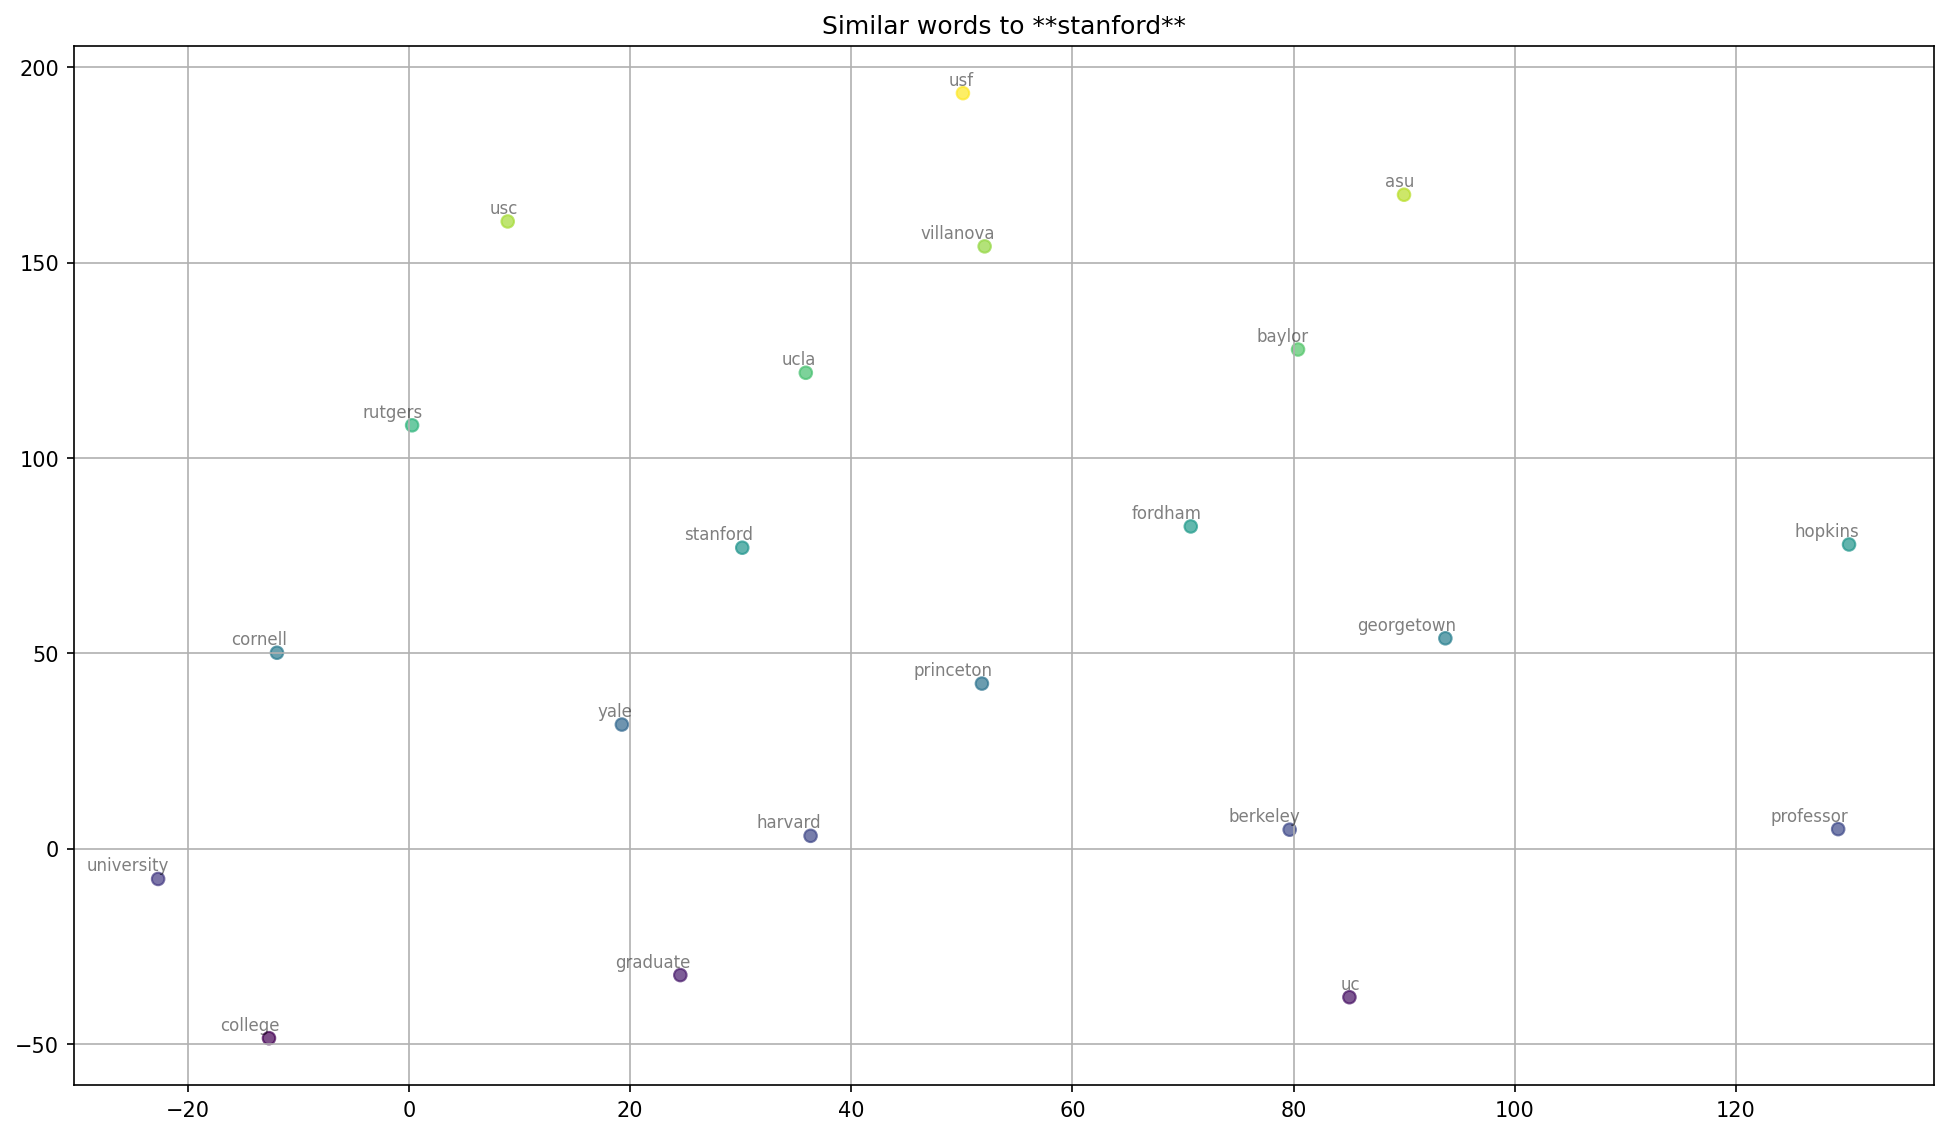 Similar words to **stanford**
200
usf
asu
usc
villanova
150
baylor
ucla
rutgers
100
fordham
stanford
hopkins
georgetown
cornell
50
princeton
yale
berkeley
professor
harvard
0
university
graduate
uc
college
−50
−20
0
20
40
60
80
100
120